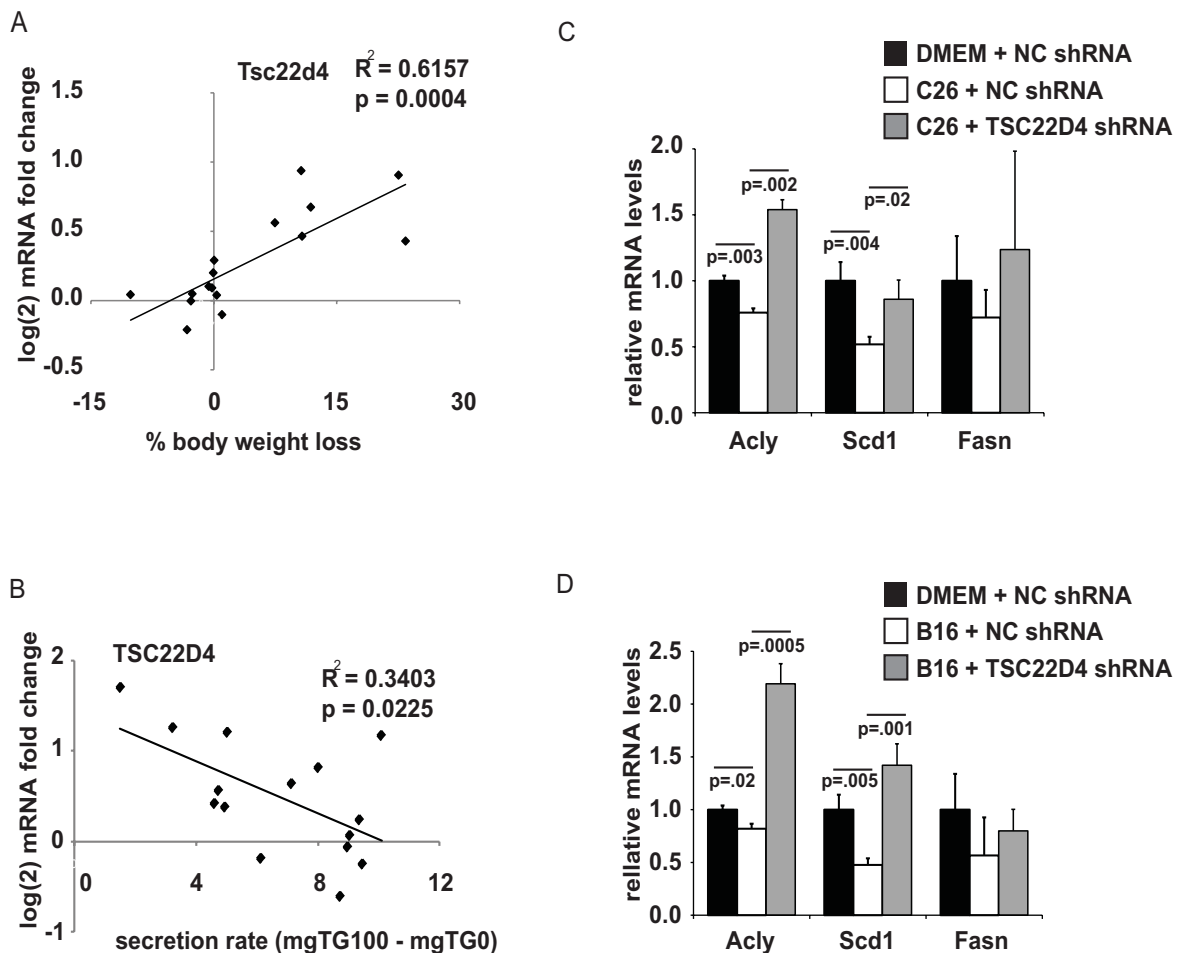 A
Tsc22d4
R2 = 0.6157
p = 0.0004
log(2) mRNA fold change
1.5
1.0
0.5
0.0
-0.5
-15
0
15
30
% body weight loss
B
TSC22D4
R2 = 0.3403
p = 0.0225
log(2) mRNA fold change
2
1
0
-1
0
4
8
12
secretion rate (mgTG100 - mgTG0)
C
DMEM + NC shRNA
C26 + NC shRNA
C26 + TSC22D4 shRNA
relative mRNA levels
2.0
1.5
1.0
0.5
0.0
p=.003
p=.002
p=.004
p=.02
Acly
Scd1
Fasn
D
DMEM + NC shRNA
B16 + NC shRNA
B16 + TSC22D4 shRNA
rellative mRNA levels
2.5
2.0
1.5
1.0
0.5
0.0
p=.02
p=.0005
p=.005
p=.001
Acly
Scd1
Fasn